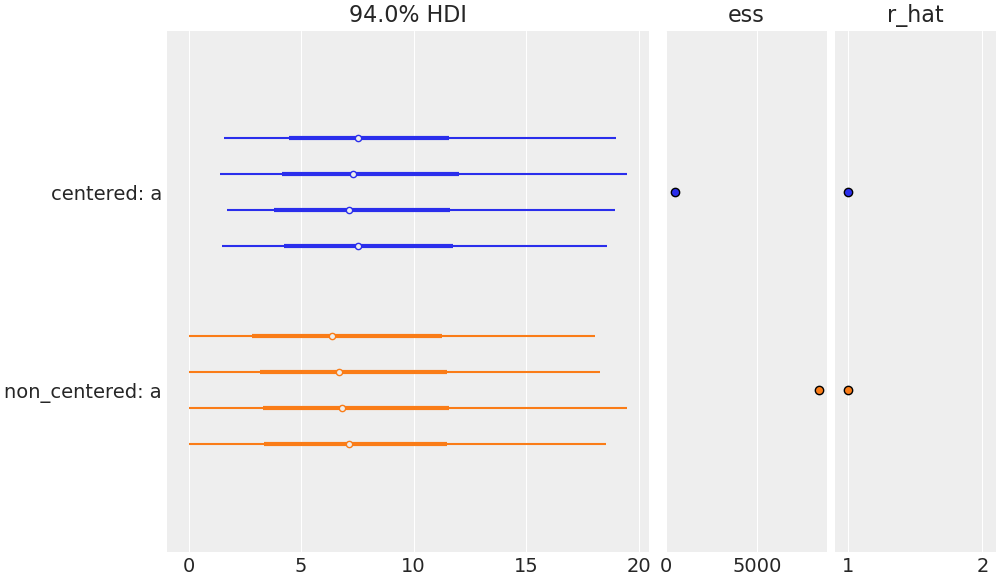 94.0% HDI
ess
r_hat
centered: a
non_centered: a
0 5 10 15 20
0 5000
1 2